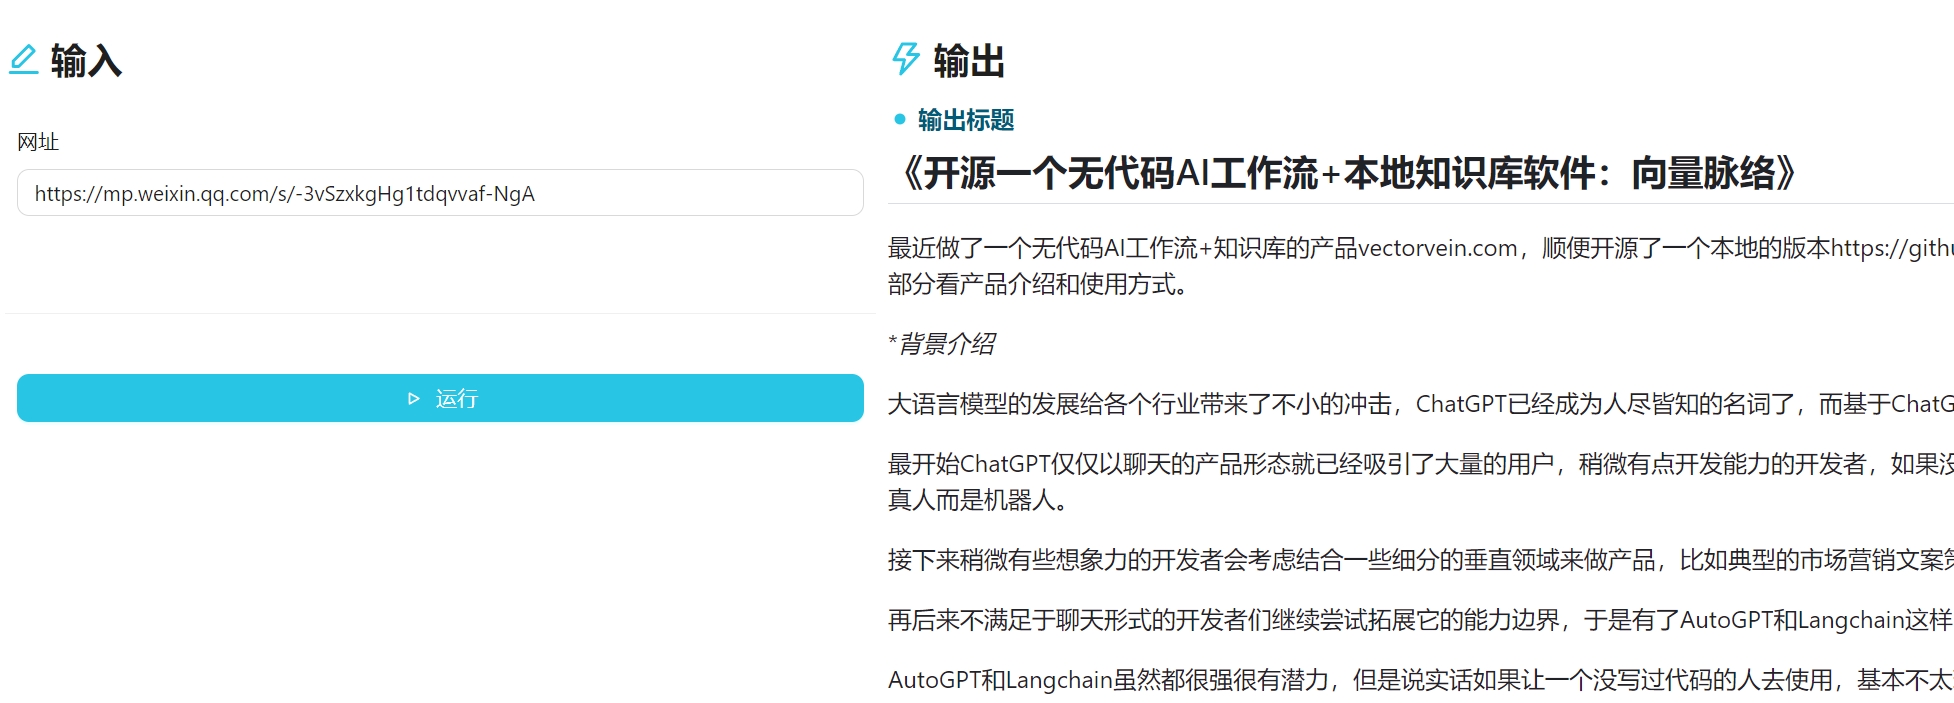 输入
网址
https://mp.weixin.qq.com/s/-3vSzxkgHg1tdqvvaf-NgA
运行
输出
输出标题
《开源一个无代码AI工作流+本地知识库软件：向量脉络》
最近做了一个无代码AI工作流+知识库的产品vectorvein.com，顺便开源了一个本地的版本https://gith
部分看产品介绍和使用方式。
*背景介绍
大语言模型的发展给各个行业带来了不小的冲击，ChatGPT已经成为人尽皆知的名词了，而基于ChatG
最开始ChatGPT仅仅以聊天的产品形态就已经吸引了大量的用户，稍微有点开发能力的开发者，如果没
真人而是机器人。
接下来稍微有些想象力的开发者会考虑结合一些细分的垂直领域来做产品，比如典型的市场营销文案
再后来不满足于聊天形式的开发者们继续尝试拓展它的能力边界，于是有了AutoGPT和Langchain这样
AutoGPT和Langchain虽然都很强很有潜力，但是说实话如果让一个没写过代码的人去使用，基本不太